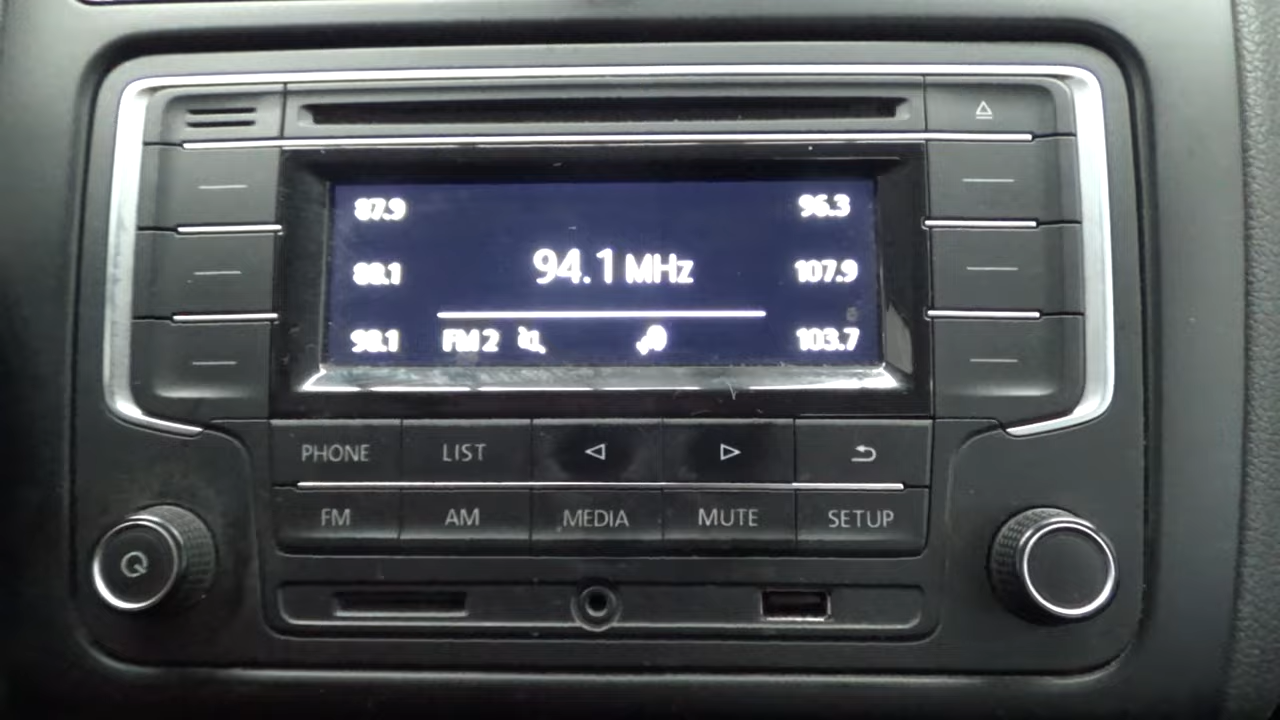 87.9 96.3
94.1 MHz
88.1 107.9
98.1 FM 2 103.7
PHONE LIST
FM AM MEDIA MUTE SETUP